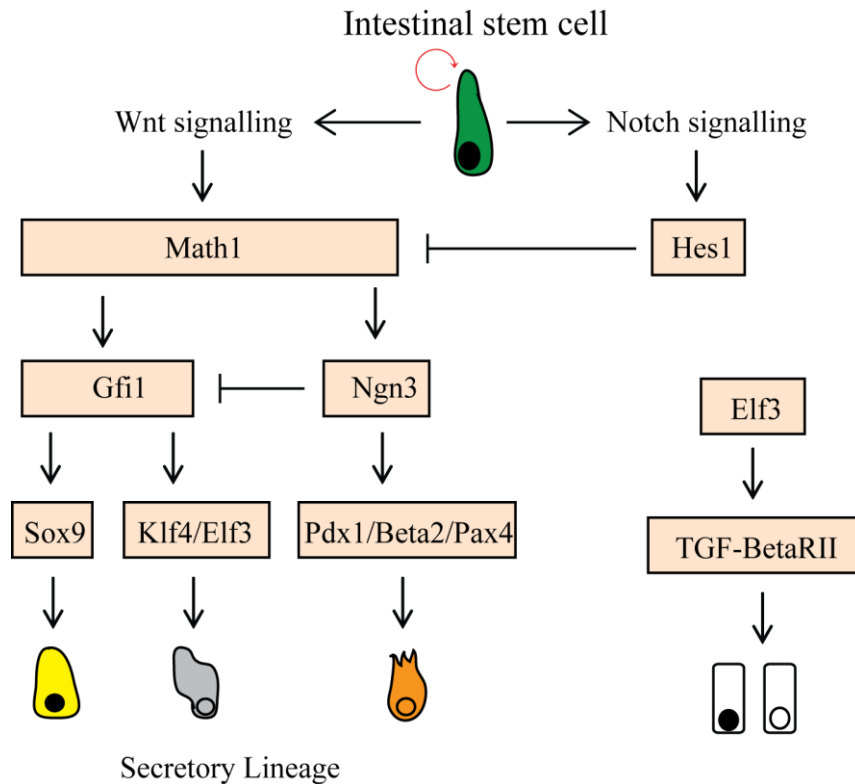 Intestinal stem cell
Wnt signalling
Notch signalling
Math1
Hes1
Gfi1
Ngn3
Elf3
Sox9
Klf4/Elf3
Pdx1/Beta2/Pax4
TGF-BetaRII
Secretory Lineage